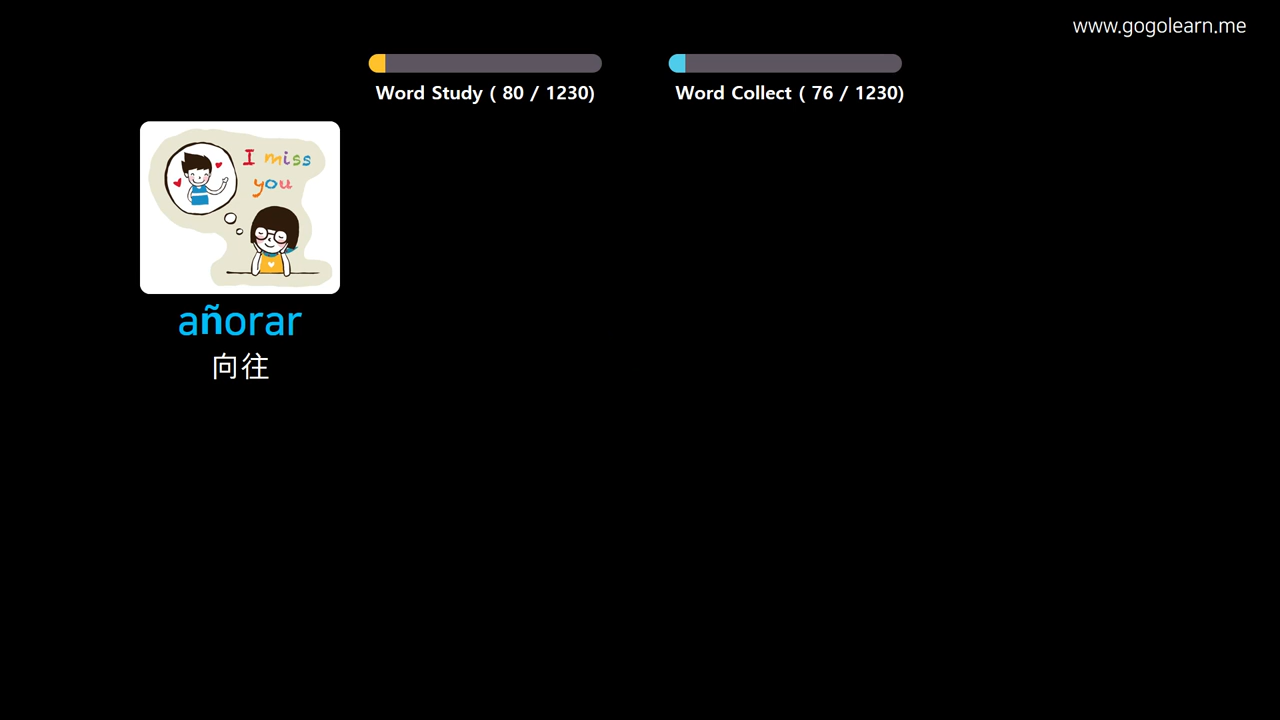 www.gogolearn.me
Word Study ( 80 / 1230)
Word Collect ( 76 / 1230)
I miss
you
añorar
向往